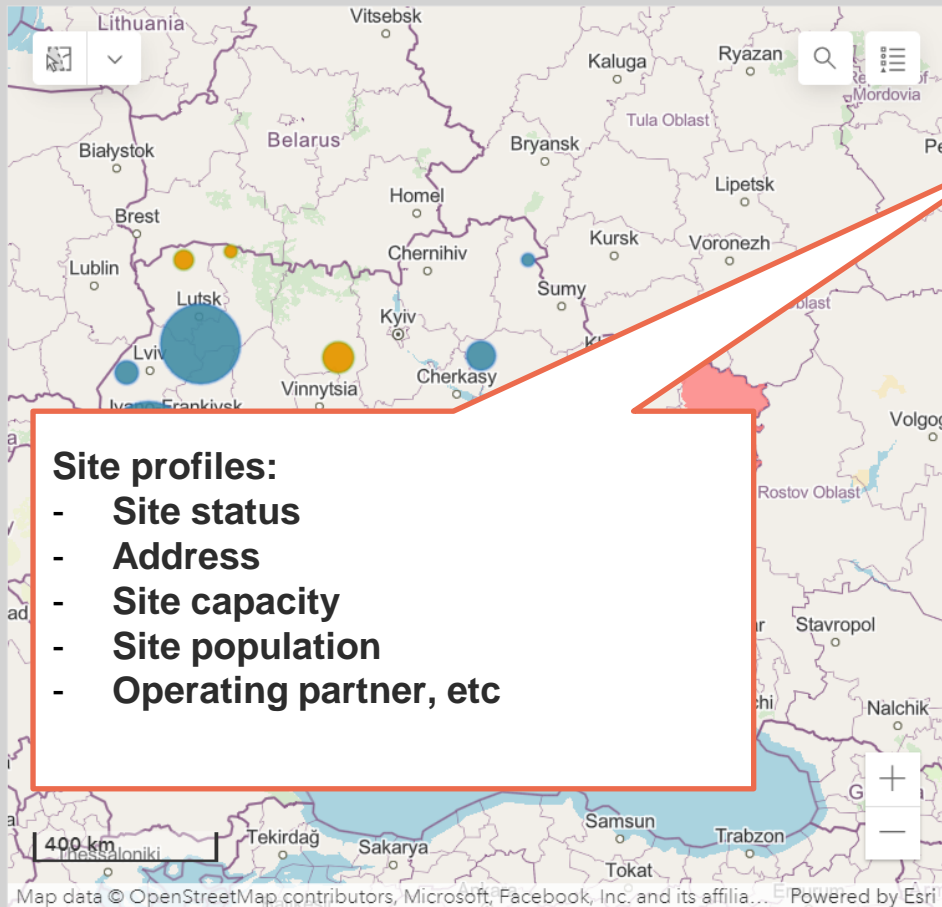 Vitsebsk
Lithuania
Kaluga
Ryazan
Mordovia
Tula Oblast
Belarus
Bryansk
Białystok
Lipetsk
Homel
Brest
Kursk
Voronezh
Chernihiv
Lublin
Sumy
Lutsk
Kyiv
Lviv
Cherkasy
Vinnytsia
Ivano-Frankivsk
Site profiles:
- Site status
- Address
- Site capacity
- Site population
- Operating partner, etc
Rostov Oblast
Stavropol
Nalchik
Samsun
Trabzon
400 km
Tekirdağ
Sakarya
Thessaloniki
Tokat
Map data © OpenStreetMap contributors, Microsoft, Facebook, Inc. and its affilia... Powered by Esri